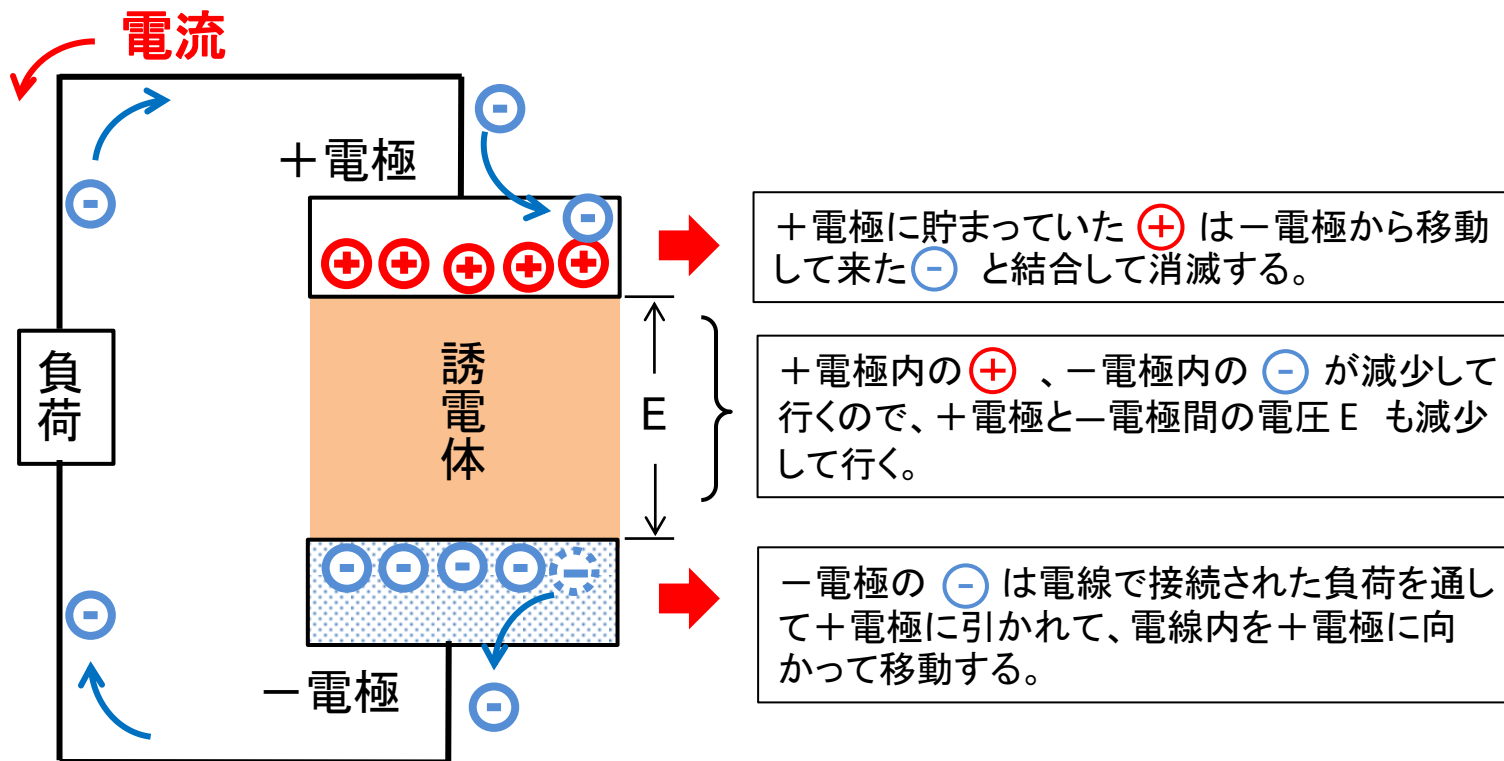 電流
＋電極
＋電極に貯まっていた ＋ は－電極から移動
して来た － と結合して消滅する。
負荷
誘電体
E
＋電極内の ＋ 、－電極内の － が減少して
行くので、＋電極と―電極間の電圧 E も減少
して行く。
－電極の － は電線で接続された負荷を通し
て＋電極に引かれて、電線内を＋電極に向
かって移動する。
－電極